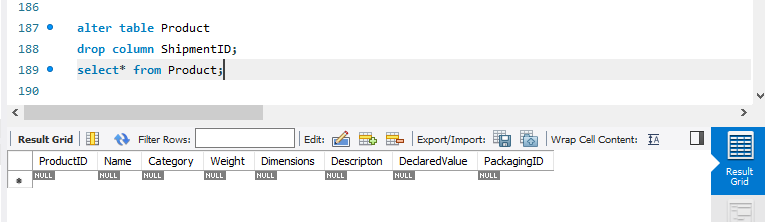 186
187 alter table Product
188 drop column ShipmentID;
189 select* from Product;
190
Result Grid Filter Rows: Edit: Export/Import: Wrap Cell Content: IA
ProductID Name Category Weight Dimensions Descripton DeclaredValue PackagingID
* NULL NULL NULL NULL NULL NULL NULL NULL
Result
Grid